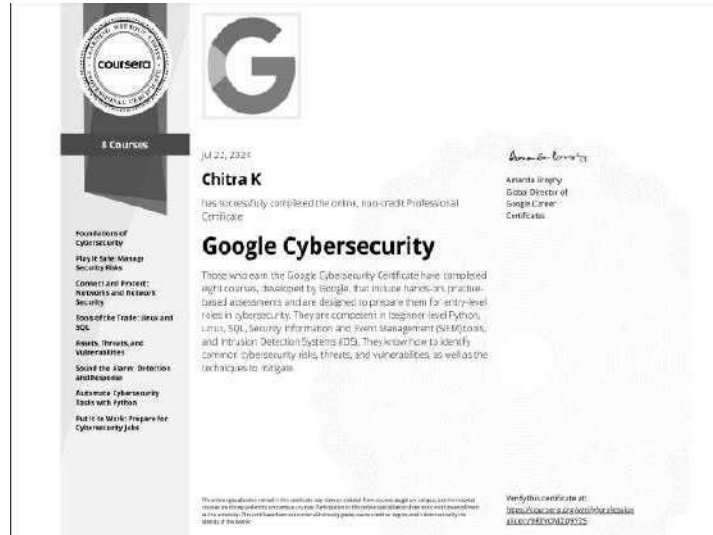 LEARNING WITHOUT LIMITS
coursera
PROFESSIONAL CERTIFICATE
8 Courses
Foundations of
Cybersecurity
Play It Safe: Manage
Security Risks
Connect and Protect:
Networks and Network
Security
Tools of the Trade: Linux and
SQL
Assets, Threats, and
Vulnerabilities
Sound the Alarm: Detection
and Response
Automate Cybersecurity
Tasks with Python
Put It to Work: Prepare for
Cybersecurity Jobs
G
Jul 2024
Chitra K
has successfully completed the online, non-credit Professional
Certificate
Google Cybersecurity
Those who earn the Google Cybersecurity Certificate have completed
eight courses, developed by Google, that include hands-on, practice-
based assessments and are designed to prepare them for entry-level
roles in cybersecurity. They are competent in beginner-level Python,
Linux, SQL, Security Information and Event Management (SIEM) tools,
and Intrusion Detection Systems (IDS). They know how to identify
common cybersecurity risks, threats, and vulnerabilities, as well as the
techniques to mitigate.
Amanda Brophy
Amanda Brophy
Global Director of
Google Career
Certificates
Verify this certificate at: